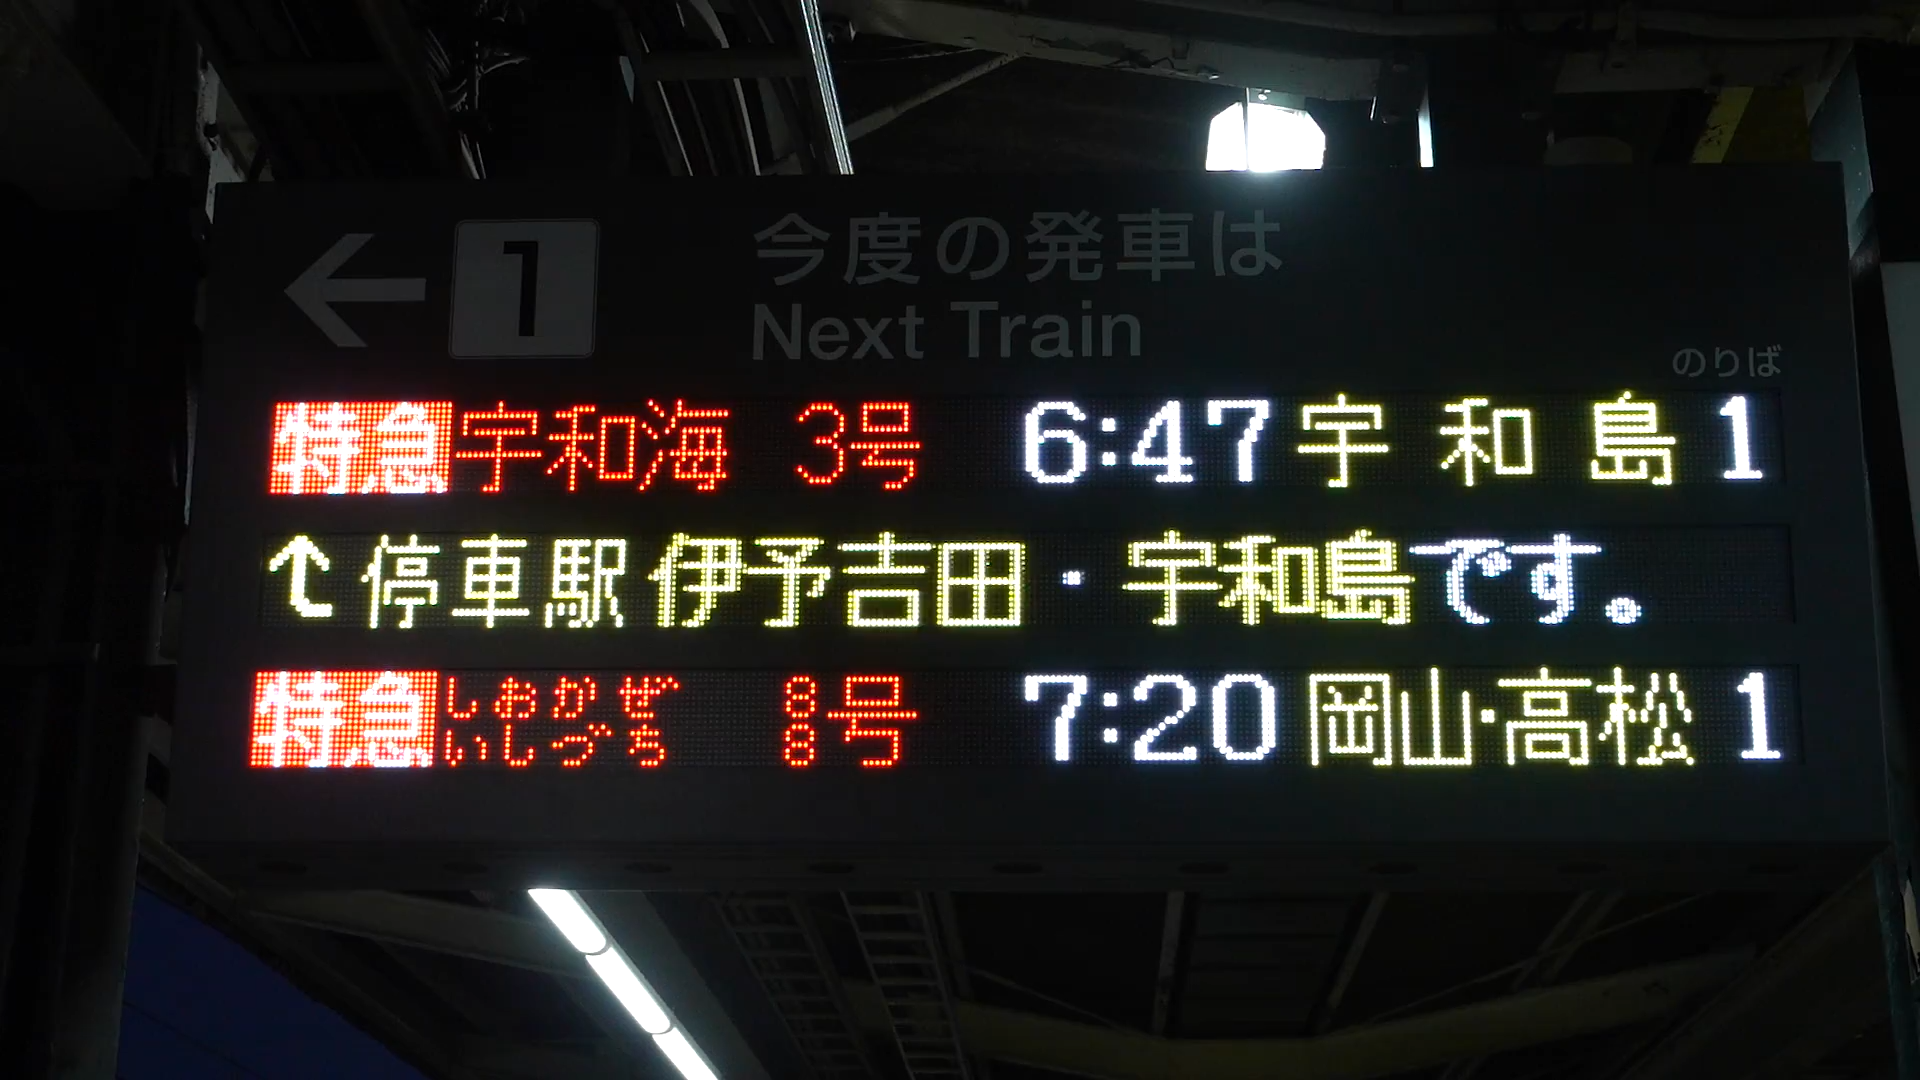 ← 1 今度の発車は
Next Train
のりば
特急 宇和海 3号 6:47 宇和島 1
↑停車駅 伊予吉田・宇和島です。
特急 しおかぜ 8号 7:20 岡山・高松 1
いしづち 8